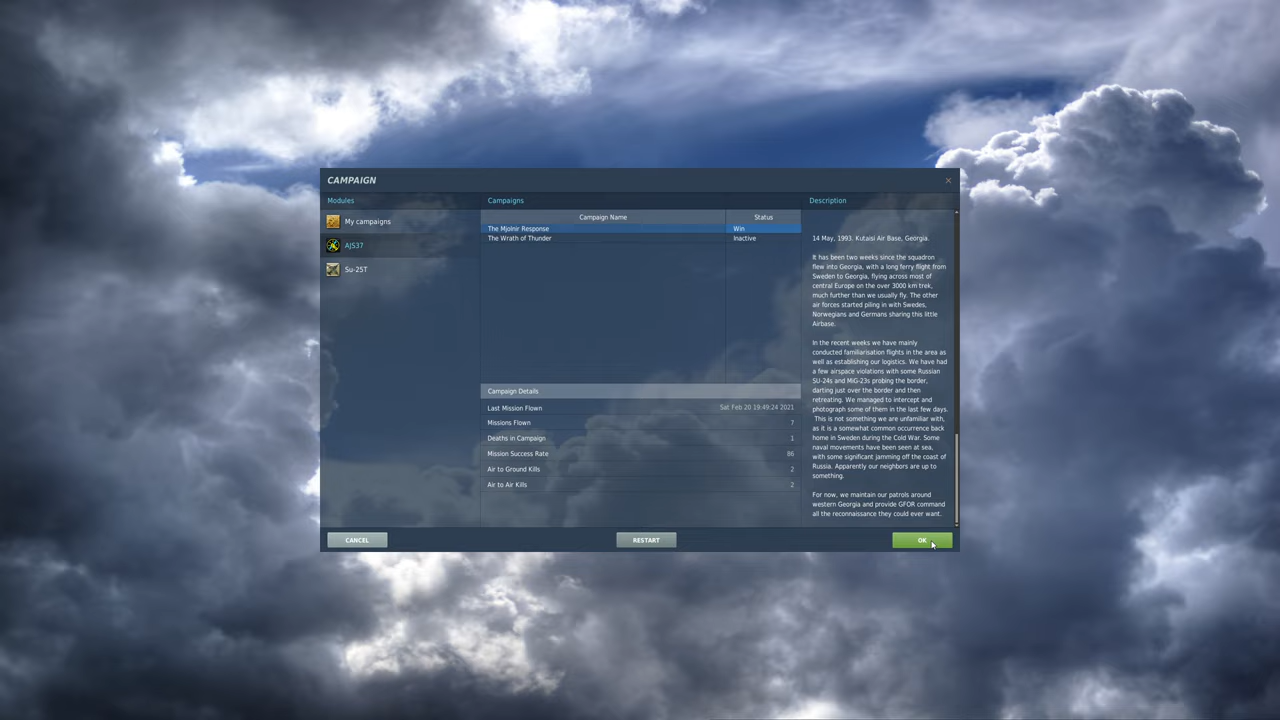 CAMPAIGN
Modules
Campaigns
Description
My campaigns
AJS37
Su-25T
Campaign Name
Status
The Mjolnir Response
Win
The Wrath of Thunder
Inactive
Campaign Details
Last Mission Flown
Sat Feb 20 19:49:24 2021
Missions Flown
7
Deaths in Campaign
1
Mission Success Rate
86
Air to Ground Kills
2
Air to Air Kills
2
14 May, 1993. Kutaisi Air Base, Georgia.
It has been two weeks since the squadron
flew into Georgia, with a long ferry flight from
Sweden to Georgia, flying across most of
central Europe on the over 3000 km trek,
much further than we usually fly. The other
air forces started piling in with Swedes,
Norwegians and Germans sharing this little
Airbase.
In the recent weeks we have mainly
conducted familiarisation flights in the area as
well as establishing our logistics. We have had
a few airspace violations with some Russian
SU-24s and MiG-23s probing the border,
darting just over the border and then
retreating. We managed to intercept and
photograph some of them in the last few days.
This is not something we are unfamiliar with,
as it is a somewhat common occurrence back
home in Sweden during the Cold War. Some
naval movements have been seen at sea,
with some significant jamming off the coast of
Russia. Apparently our neighbors are up to
something.
For now, we maintain our patrols around
western Georgia and provide GFOR command
all the reconnaissance they could ever want.
CANCEL
RESTART
OK